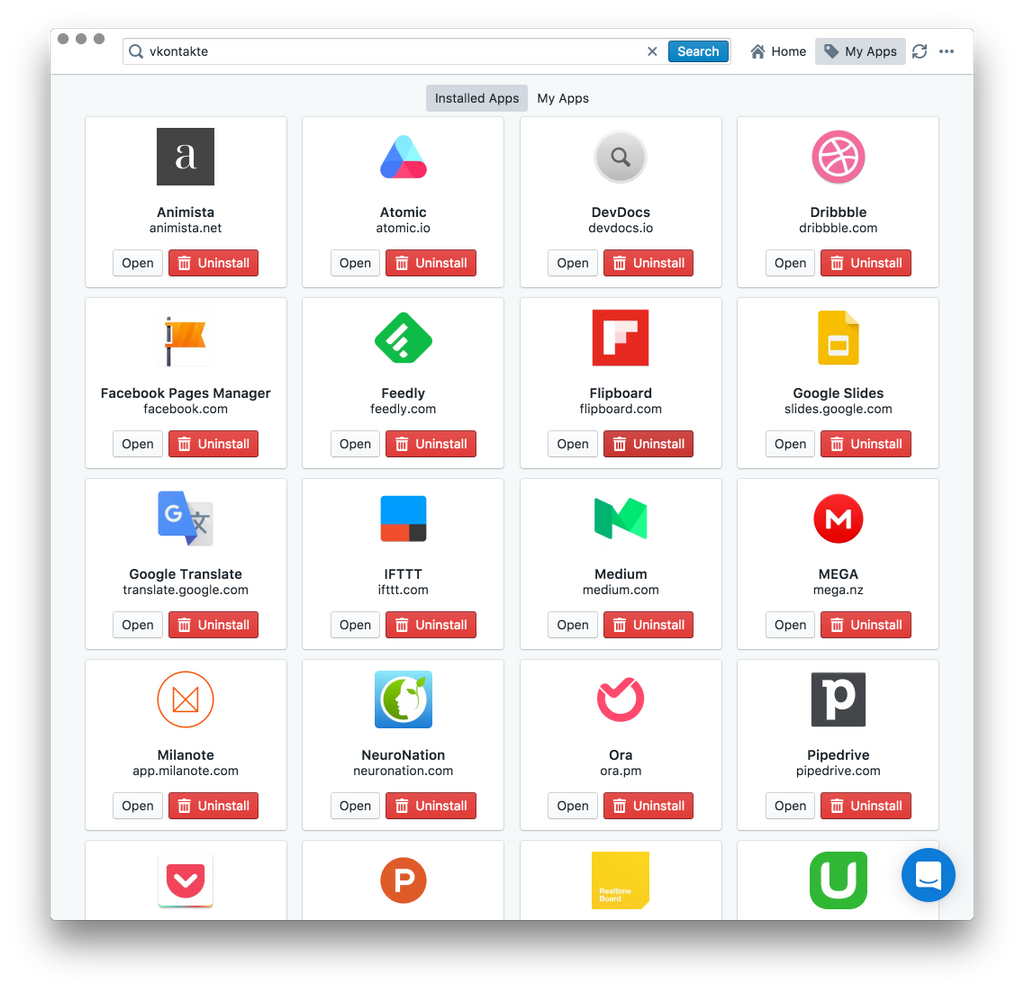 vkontakte
Search
Home
My Apps
Installed Apps
My Apps
a
Animista
animista.net
Open
Uninstall
Atomic
atomic.io
Open
Uninstall
DevDocs
devdocs.io
Open
Uninstall
Dribbble
dribbble.com
Open
Uninstall
Facebook Pages Manager
facebook.com
Open
Uninstall
Feedly
feedly.com
Open
Uninstall
Flipboard
flipboard.com
Open
Uninstall
Google Slides
slides.google.com
Open
Uninstall
G 文
Google Translate
translate.google.com
Open
Uninstall
IFTTT
ifttt.com
Open
Uninstall
Medium
medium.com
Open
Uninstall
M
MEGA
mega.nz
Open
Uninstall
Milanote
app.milanote.com
Open
Uninstall
NeuroNation
neuronation.com
Open
Uninstall
Ora
ora.pm
Open
Uninstall
p
Pipedrive
pipedrive.com
Open
Uninstall
P
Realtime
Board
U